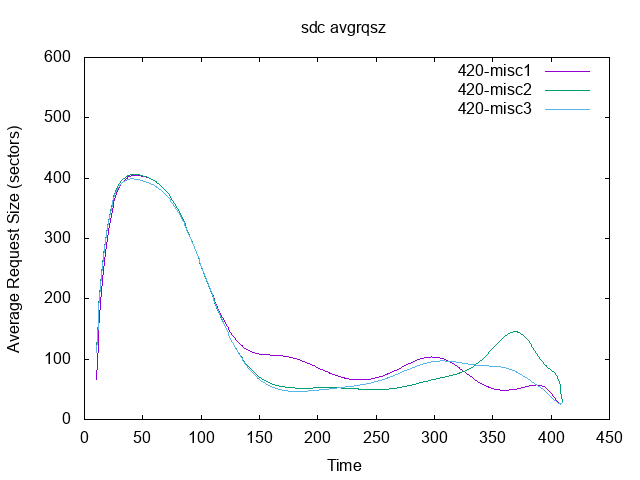 sdc avgrqsz
600
500
400
300
200
100
0
Average Request Size (sectors)
420-misc1
420-misc2
420-misc3
0 50 100 150 200 250 300 350 400 450
Time